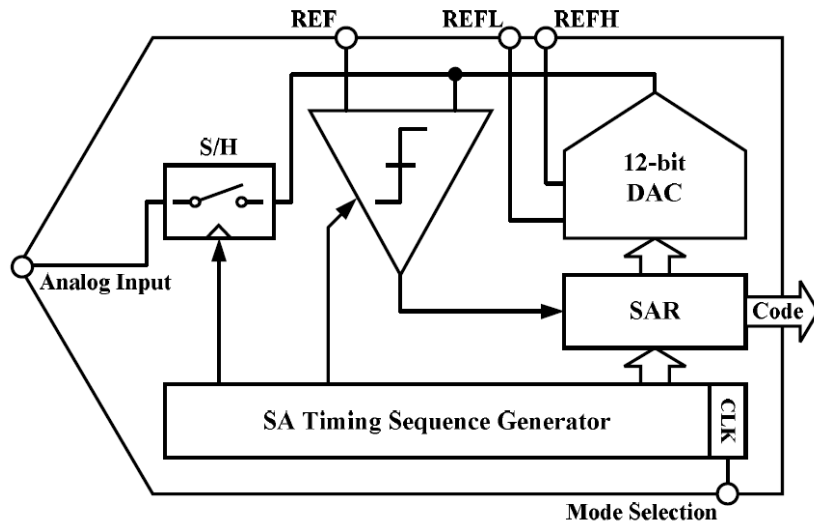 REF
REFL
REFH
S/H
12-bit
DAC
Analog Input
SAR
Code
SA Timing Sequence Generator
CLK
Mode Selection